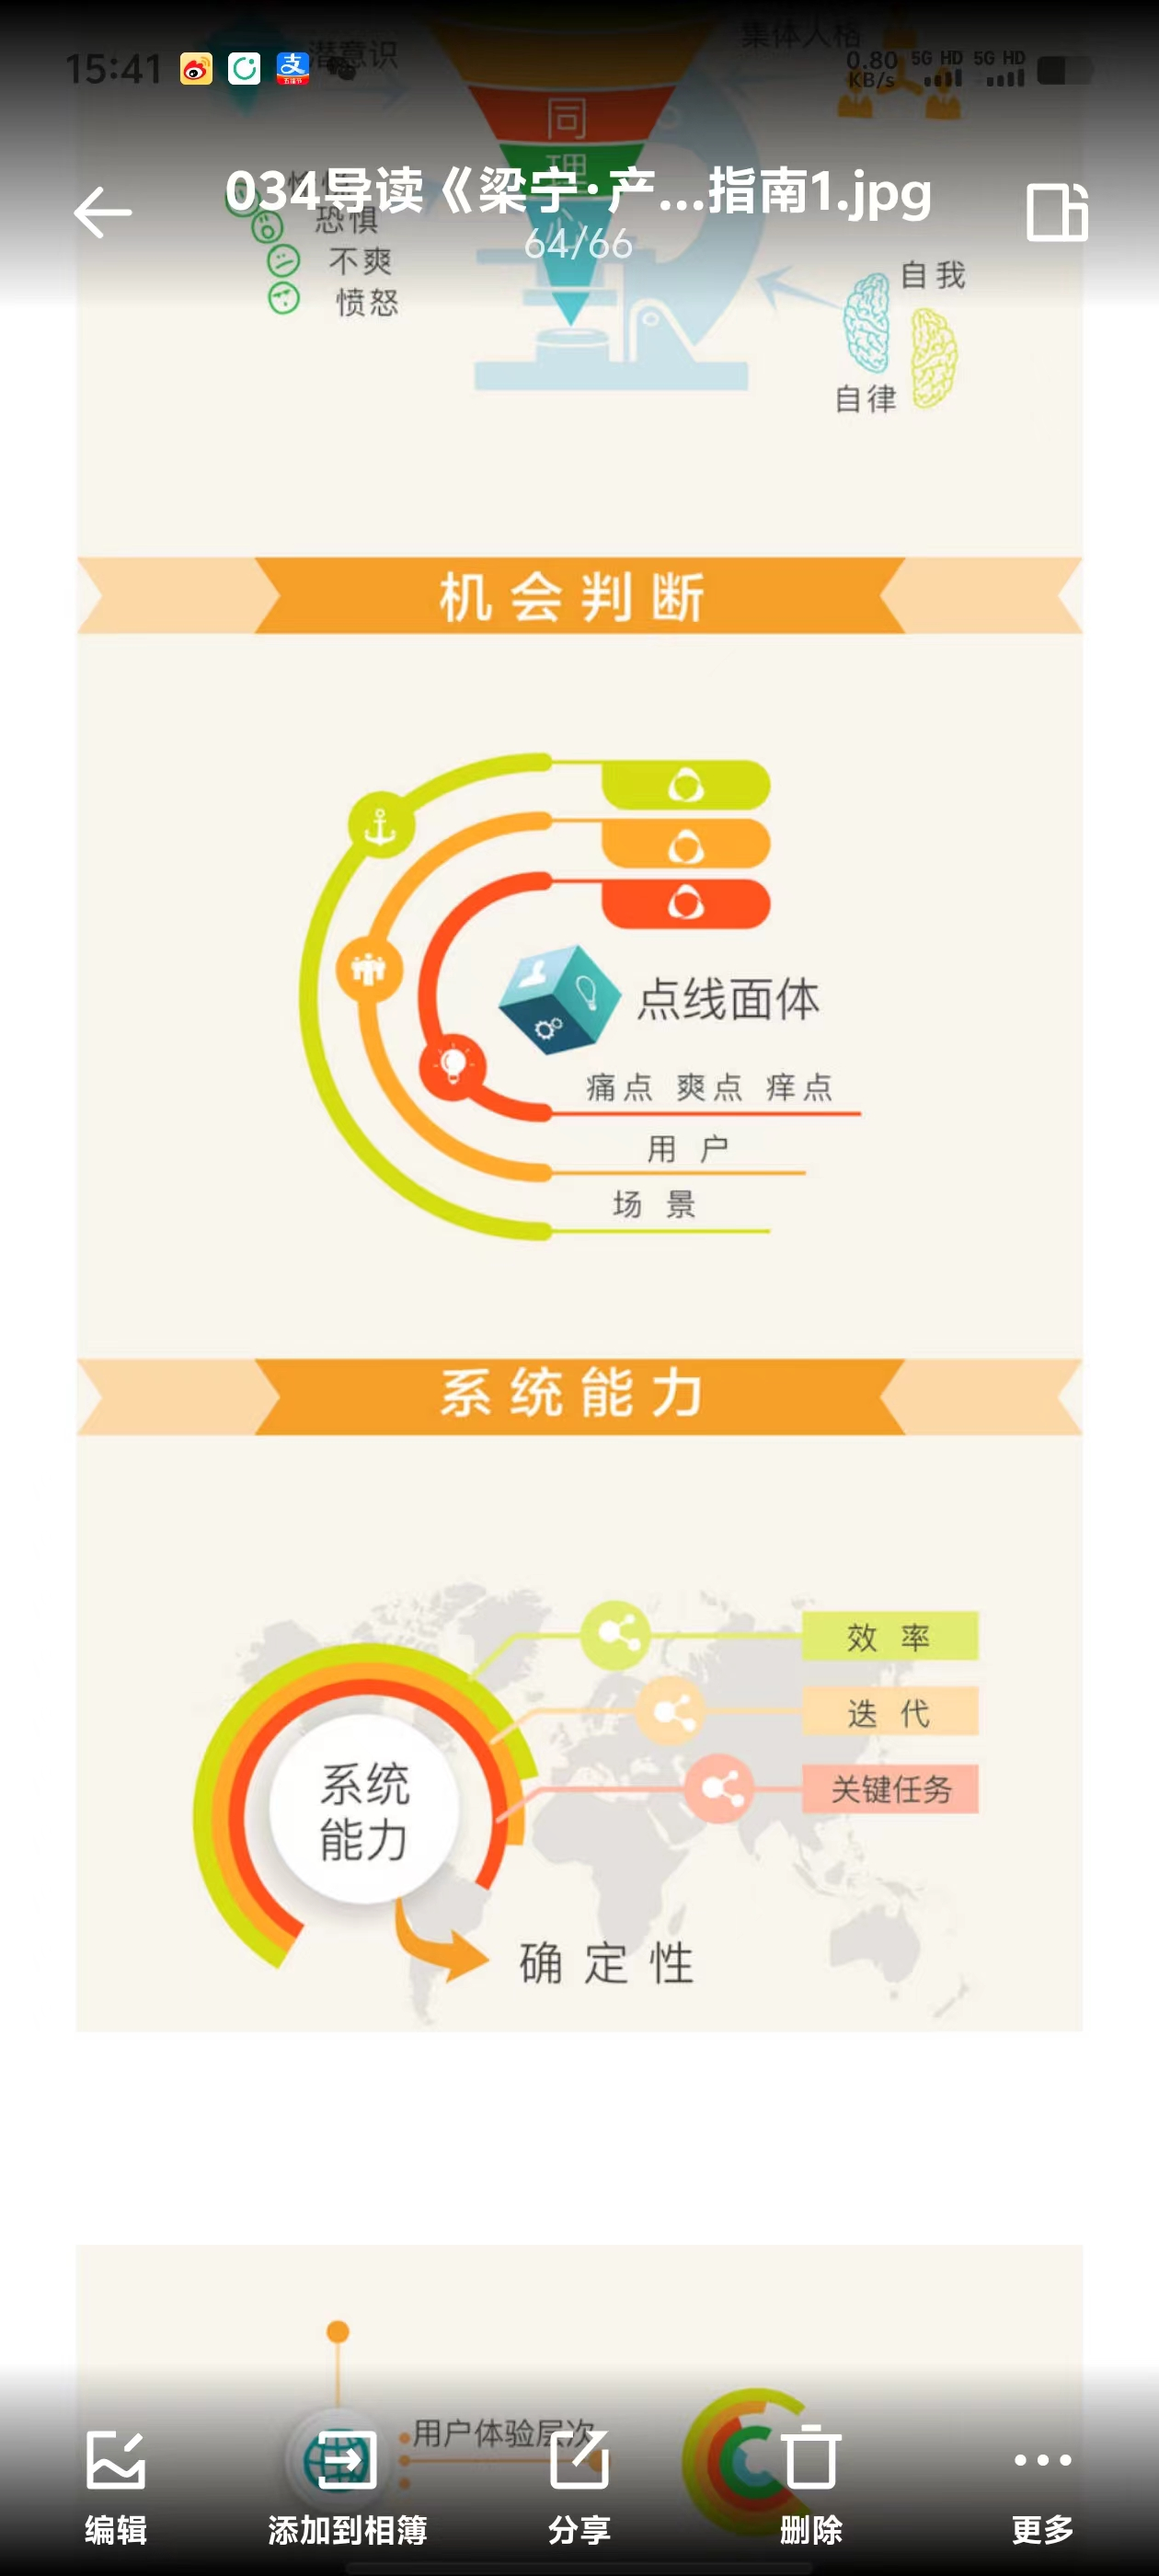 潜意识
集体人格
15:41
0.80
KB/s
5G HD 5G HD
同
理
心
034导读《梁宁·产...指南1.jpg
64/66
恐惧
不爽
愤怒
自我
自律
机会判断
点线面体
痛点 爽点 痒点
用 户
场 景
系统能力
效 率
迭 代
关键任务
系统
能力
确定性
用户体验层次
编辑
添加到相簿
分享
删除
更多